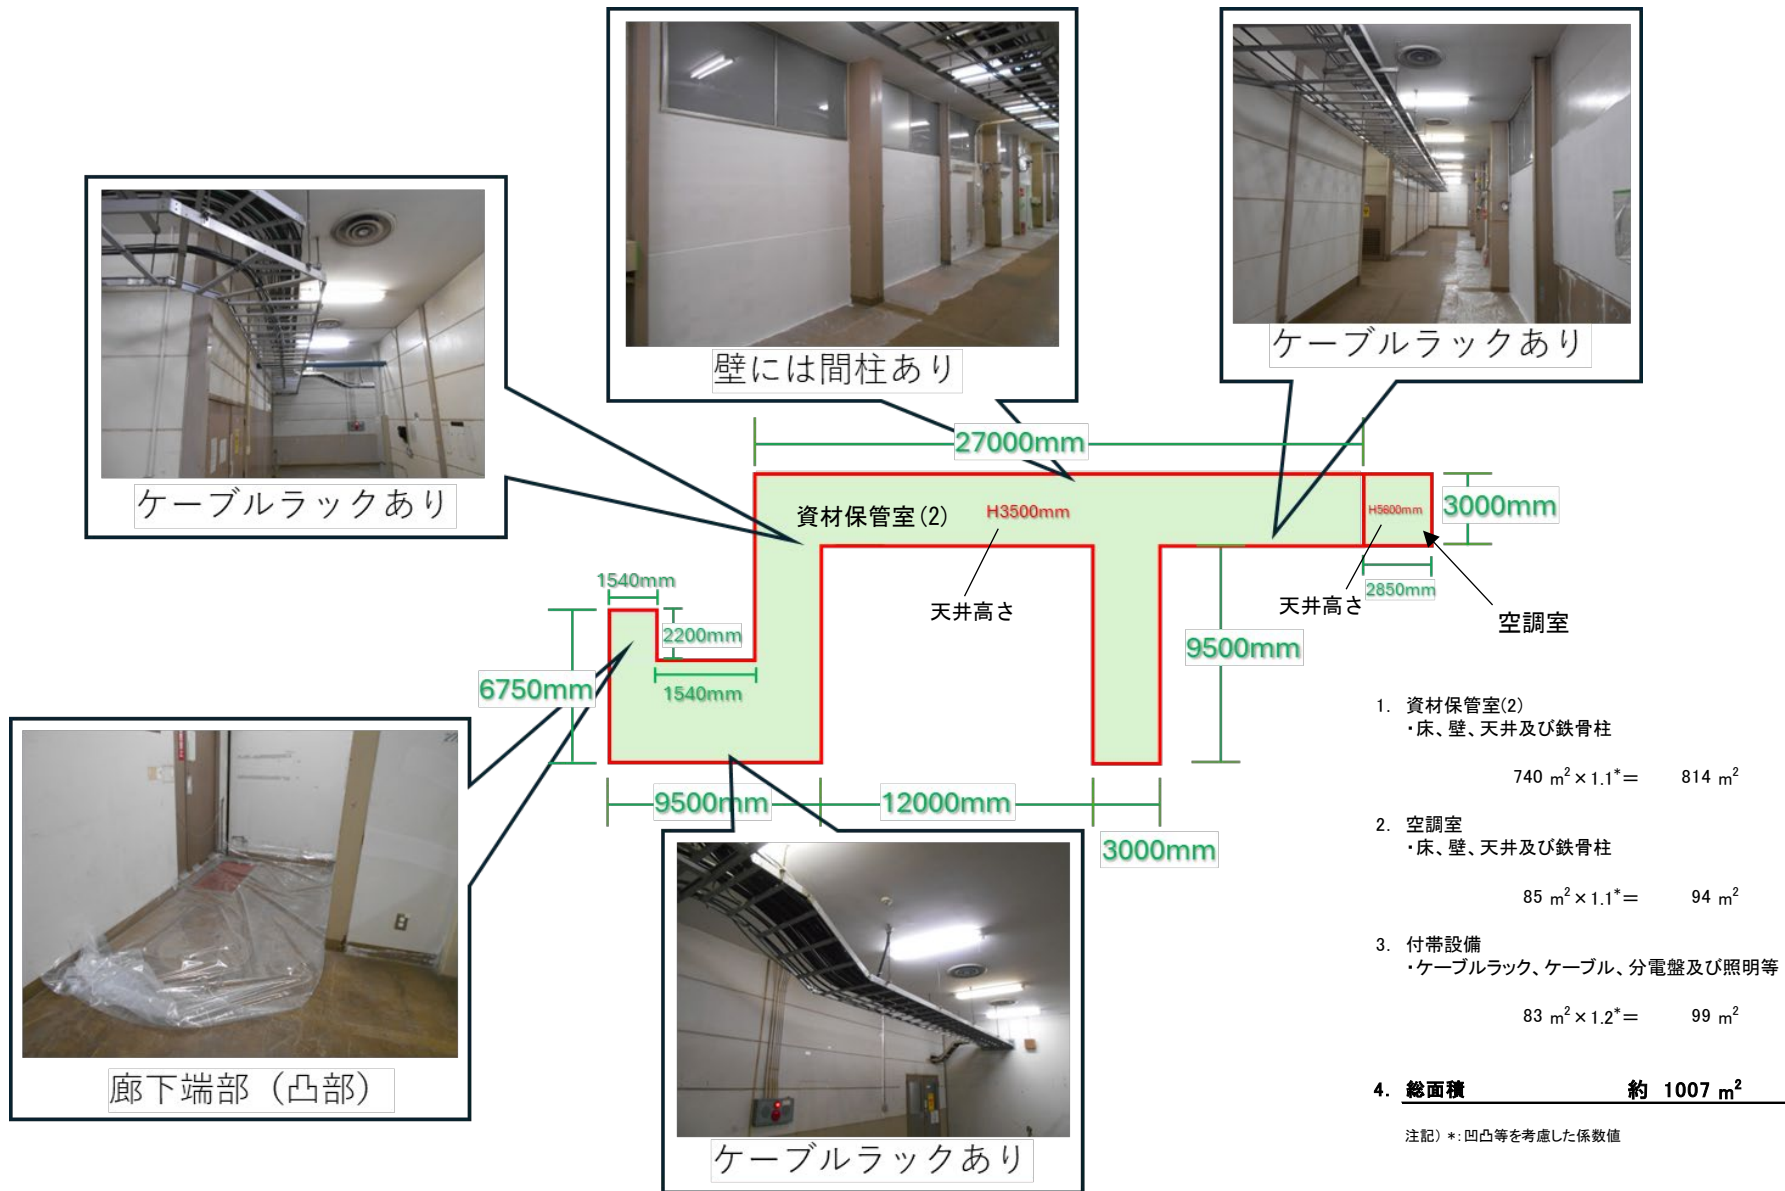 壁には間柱あり
ケーブルラックあり
ケーブルラックあり
27000mm
資材保管室(2)
H3500mm
H5600mm
3000mm
天井高さ
天井高さ
2850mm
空調室
1540mm
2200mm
1540mm
6750mm
9500mm
9500mm
12000mm
3000mm
廊下端部（凸部）
ケーブルラックあり
1. 資材保管室(2)
・床、壁、天井及び鉄骨柱
740 m²×1.1*= 814 m²
2. 空調室
・床、壁、天井及び鉄骨柱
85 m²×1.1*= 94 m²
3. 付帯設備
・ケーブルラック、ケーブル、分電盤及び照明等
83 m²×1.2*= 99 m²
4. 総面積 約 1007 m²
注記）*：凹凸等を考慮した係数値